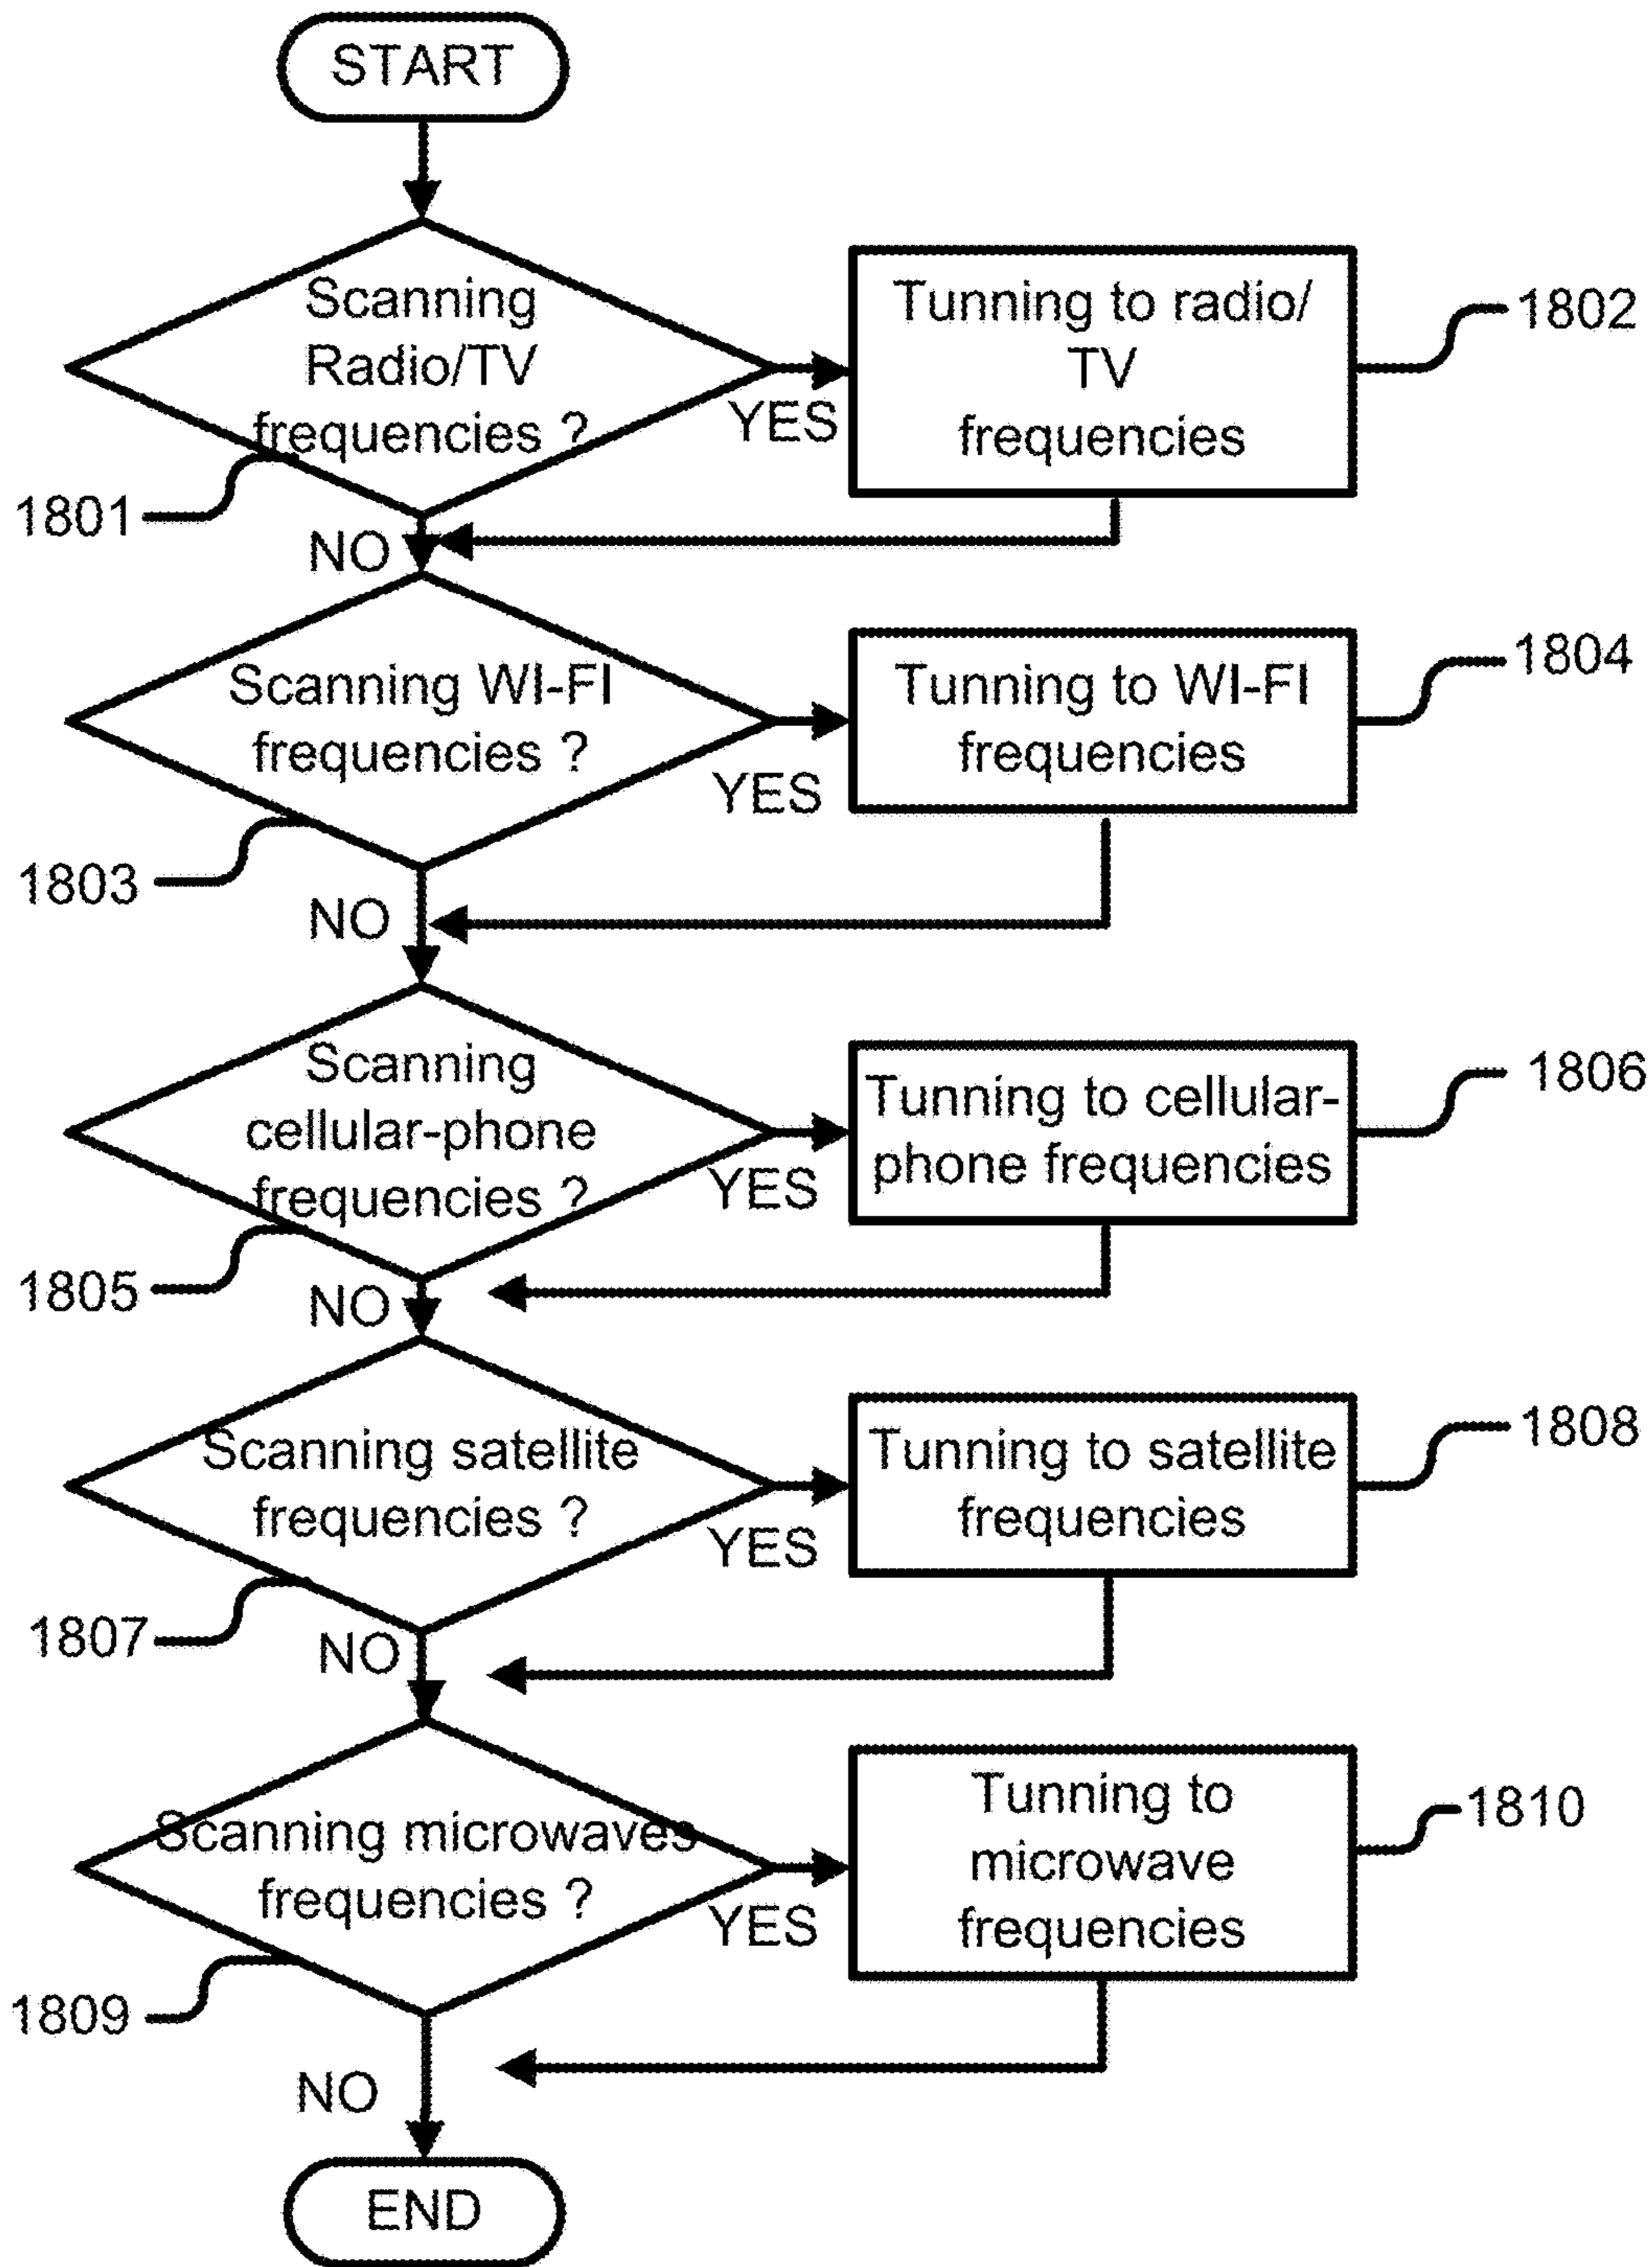 START
Scanning
Radio/TV
frequencies ?
YES
Tunning to radio/
TV
frequencies
1802
1801
NO
Scanning WI-FI
frequencies ?
YES
Tunning to WI-FI
frequencies
1804
1803
NO
Scanning
cellular-phone
frequencies ?
YES
Tunning to cellular-
phone frequencies
1806
1805
NO
Scanning satellite
frequencies ?
YES
Tunning to satellite
frequencies
1808
1807
NO
Scanning microwaves
frequencies ?
YES
Tunning to
microwave
frequencies
1810
1809
NO
END